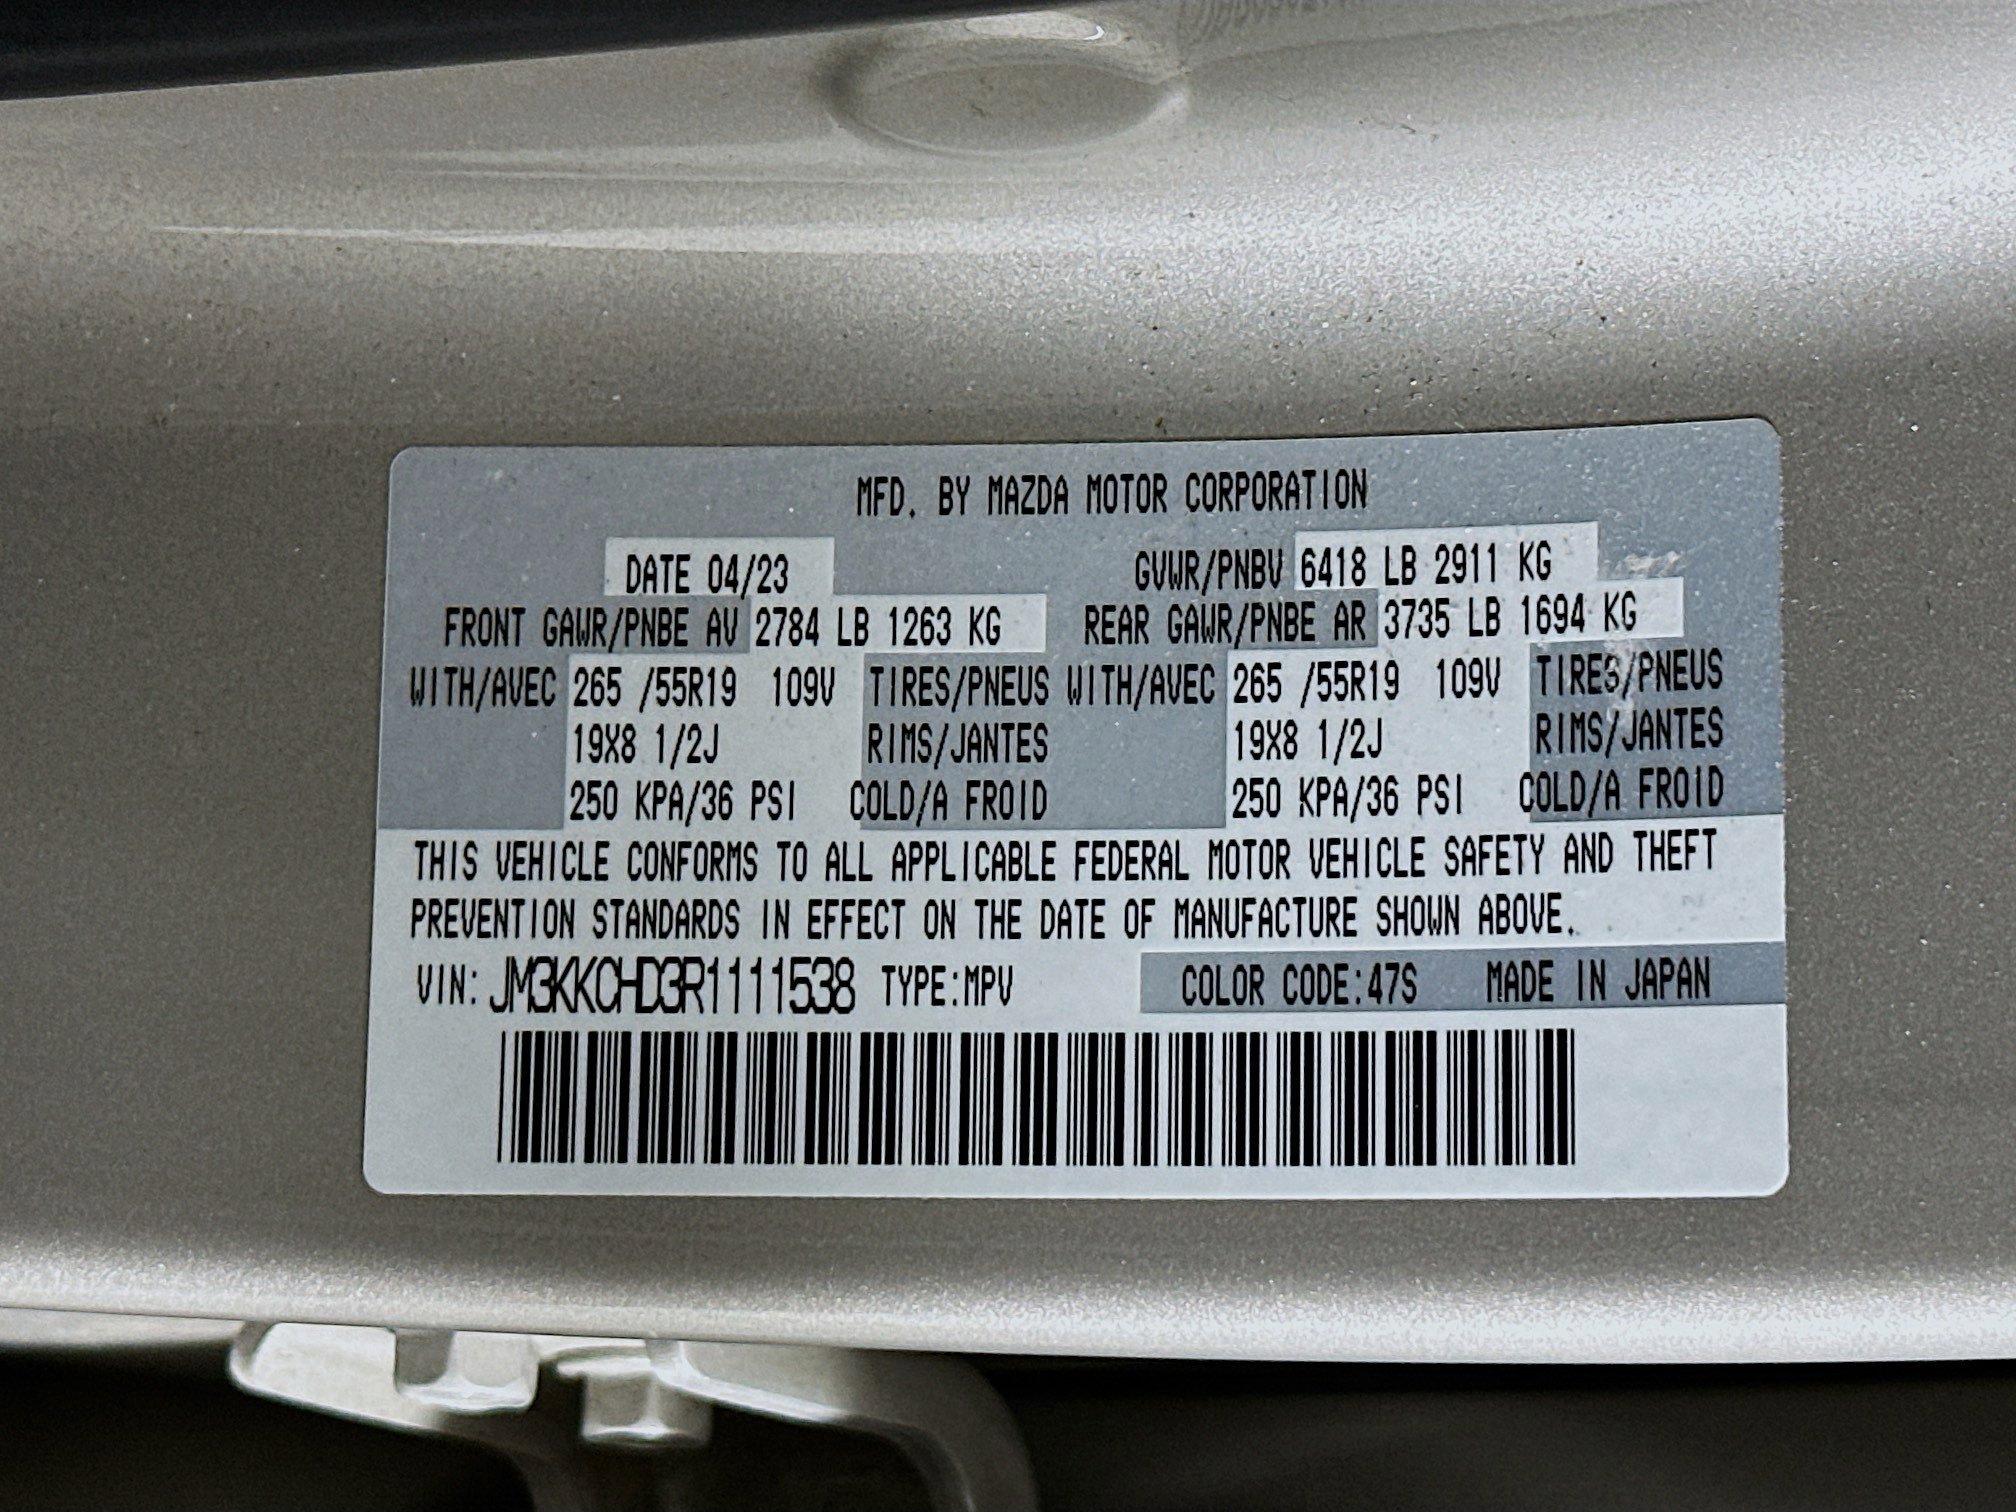 MFD. BY MAZDA MOTOR CORPORATION
DATE 04/23 GVWR/PNBV 6418 LB 2911 KG
FRONT GAWR/PNBE AV 2784 LB 1263 KG REAR GAWR/PNBE AR 3735 LB 1694 KG
WITH/AVEC 265 /55R19 109V TIRES/PNEUS WITH/AVEC 265 /55R19 109V TIRES/PNEUS
19X8 1/2J RIMS/JANTES 19X8 1/2J RIMS/JANTES
250 KPA/36 PSI COLD/A FROID 250 KPA/36 PSI COLD/A FROID
THIS VEHICLE CONFORMS TO ALL APPLICABLE FEDERAL MOTOR VEHICLE SAFETY AND THEFT
PREVENTION STANDARDS IN EFFECT ON THE DATE OF MANUFACTURE SHOWN ABOVE.
VIN: JM3KKCHD3R1111538 TYPE:MPV COLOR CODE:47S MADE IN JAPAN